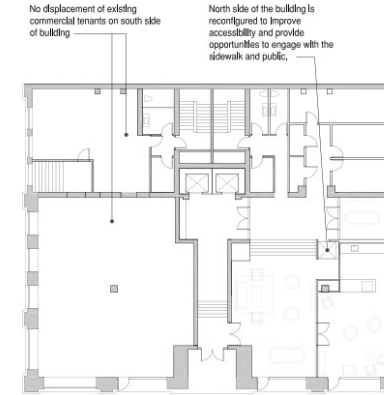 No displacement of existing
commercial tenants on south side
of building
North side of the building is
reconfigured to improve
accessibility and provide
opportunities to engage with the
sidewalk and public.